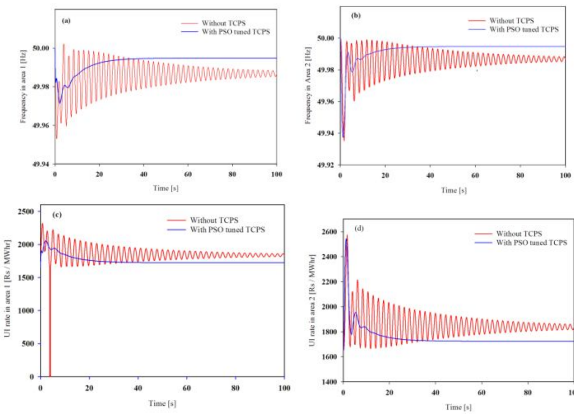 (a)
Without TCPS
With PSO tuned TCPS
50.00
49.98
49.96
49.94
Frequency in area 1 [Hz]
0 20 40 60 80 100
Time [s]
(b)
Without TCPS
With PSO tuned TCPS
50.00
49.98
49.96
49.94
49.92
Frequency in Area 2 [Hz]
0 20 40 60 80 100
Time [s]
(c)
Without TCPS
With PSO tuned TCPS
2500
2000
1500
1000
500
0
UI rate in area 1 [Rs / MWhr]
0 20 40 60 80 100
Time [s]
(d)
Without TCPS
With PSO tuned TCPS
2600
2400
2200
2000
1800
1600
1400
UI rate in area 2 [Rs / MWhr]
0 20 40 60 80 100
Time [s]